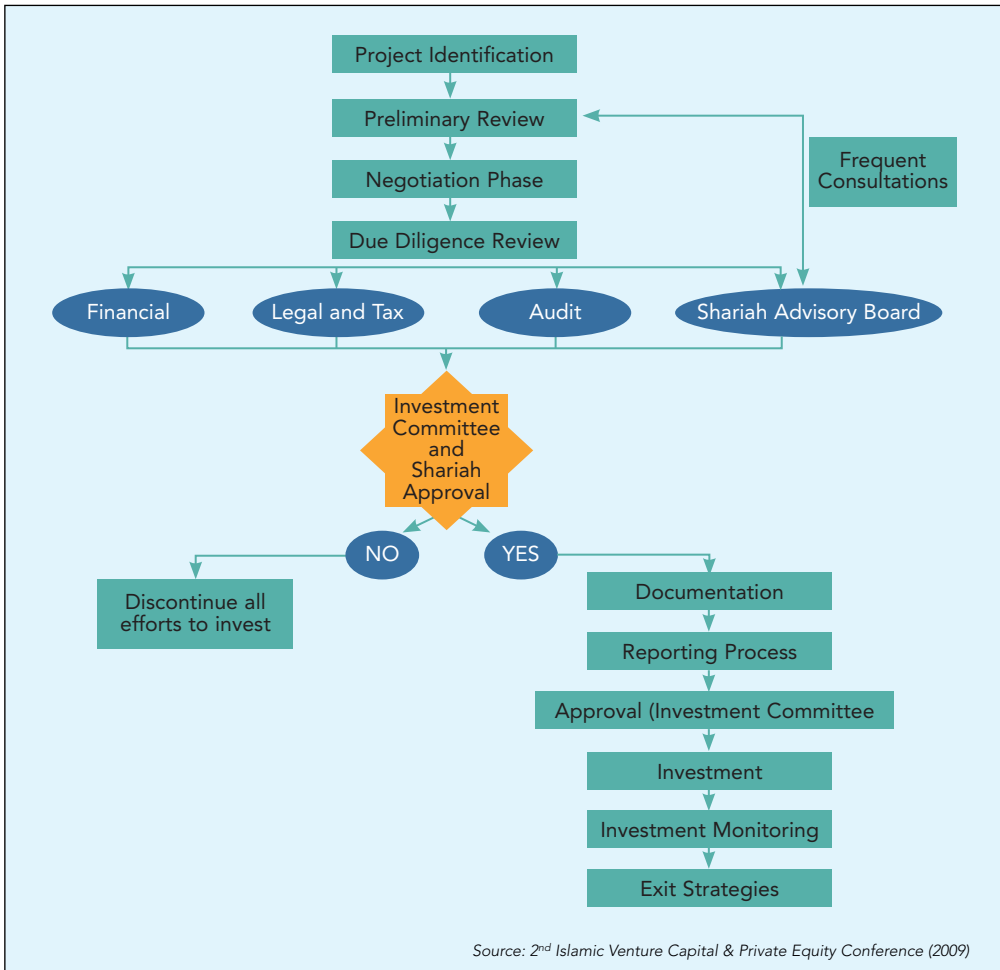 Project Identification
Preliminary Review
Frequent
Consultations
Negotiation Phase
Due Diligence Review
Financial
Legal and Tax
Audit
Shariah Advisory Board
Investment
Committee
and
Shariah
Approval
NO
YES
Discontinue all
efforts to invest
Documentation
Reporting Process
Approval (Investment Committee
Investment
Investment Monitoring
Exit Strategies
Source: 2nd Islamic Venture Capital & Private Equity Conference (2009)